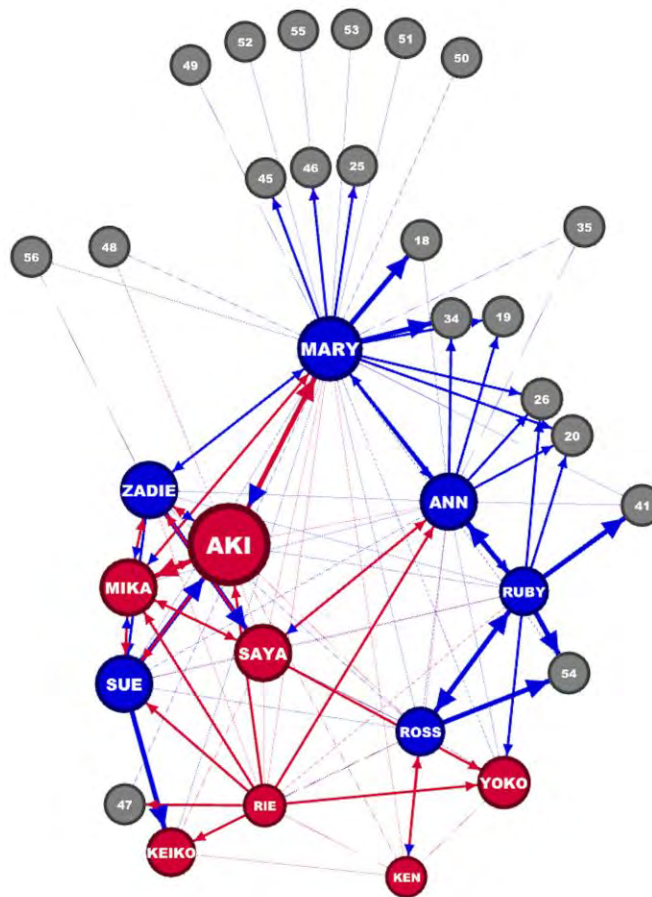 53
55
51
52
50
49
25
46
45
35
18
48
56
34
19
MARY
26
20
ZADIE
ANN
41
AKI
MIKA
RUBY
SAYA
54
SUE
ROSS
YOKO
47
RIE
KEIKO
KEN